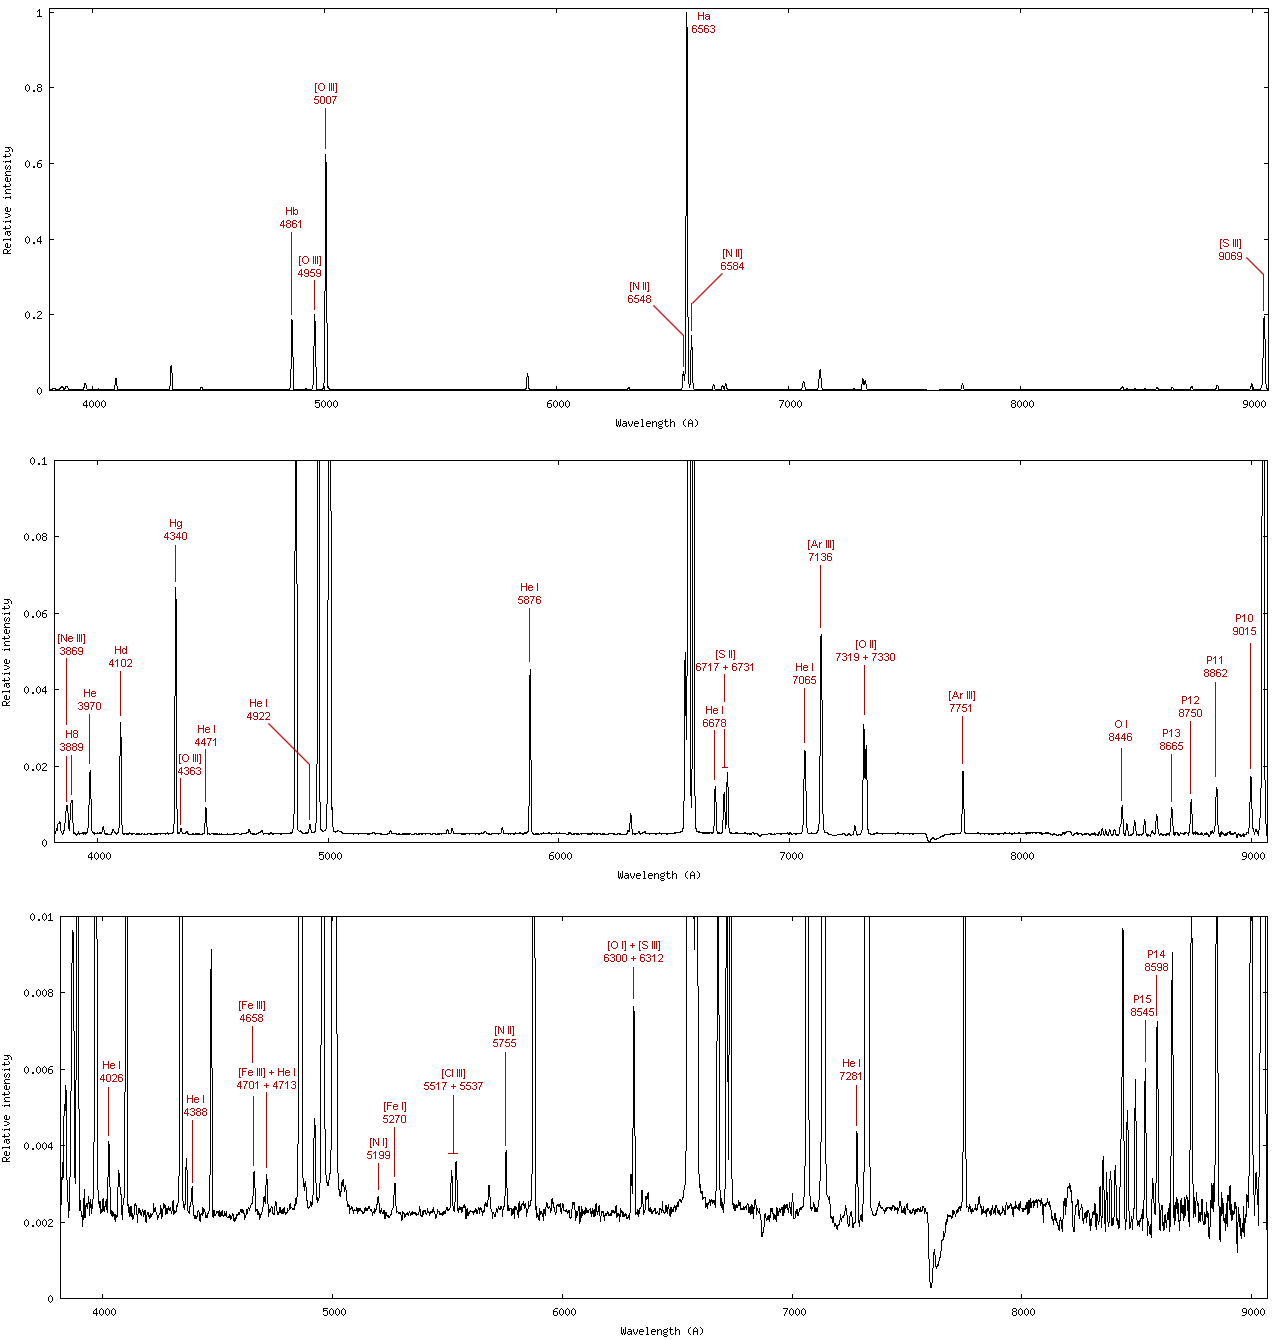 1
0.8
0.6
0.4
0.2
0
Relative intensity
Ha
6563
[O III]
5007
Hb
4861
[O III]
4959
[N II]
6548
[N II]
6584
[S III]
9069
4000
5000
6000
7000
8000
9000
Wavelength (A)
0.1
0.08
0.06
0.04
0.02
0
Relative intensity
[Ne III]
3869
H8
3889
He
3970
Hd
4102
Hg
4340
[O III]
4363
He I
4471
He I
4922
He I
5876
He I
6678
[S II]
6717 + 6731
He I
7065
[Ar III]
7136
[O II]
7319 + 7330
[Ar III]
7751
O I
8446
P13
8665
P12
8750
P11
8862
P10
9015
4000
5000
6000
7000
8000
9000
Wavelength (A)
0.01
0.008
0.006
0.004
0.002
0
Relative intensity
He I
4026
He I
4388
[Fe III]
4658
[Fe III] + He I
4701 + 4713
[N I]
5199
[Fe I]
5270
[Cl III]
5517 + 5537
[N II]
5755
[O I] + [S III]
6300 + 6312
He I
7281
P15
8545
P14
8598
4000
5000
6000
7000
8000
9000
Wavelength (A)